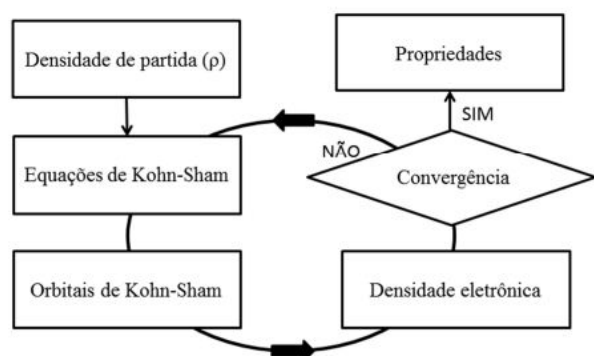 Densidade de partida (ρ)
Propriedades
SIM
NÃO
Equações de Kohn-Sham
Convergência
Orbitais de Kohn-Sham
Densidade eletrônica